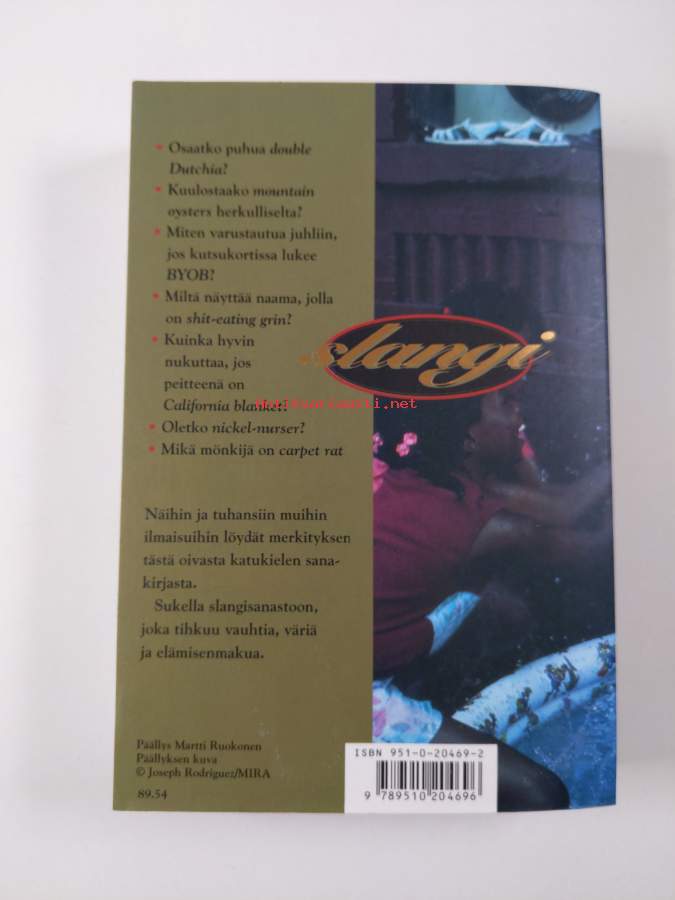 • Osaatko puhua double
Dutchia?
• Kuulostaako mountain
oysters herkulliselta?
• Miten varustautua juhliin,
jos kutsukortissa lukee
BYOB?
• Miltä näyttää naama, jolla
on shit-eating grin?
• Kuinka hyvin
nukuttaa, jos
peitteenä on
California blanket?
• Oletko nickel-nurser?
• Mikä mönkijä on carpet rat
slangi
Näihin ja tuhansiin muihin
ilmaisuihin löydät merkityksen
tästä oivasta katukielen sana-
kirjasta.
Sukella slangisanastoon,
joka tihkuu vauhtia, väriä
ja elämisenmakua.
Päällys Martti Ruokonen
Päällyksen kuva
© Joseph Rodriguez/MIRA
89.54
ISBN 951-0-20469-2
9 789510 204696